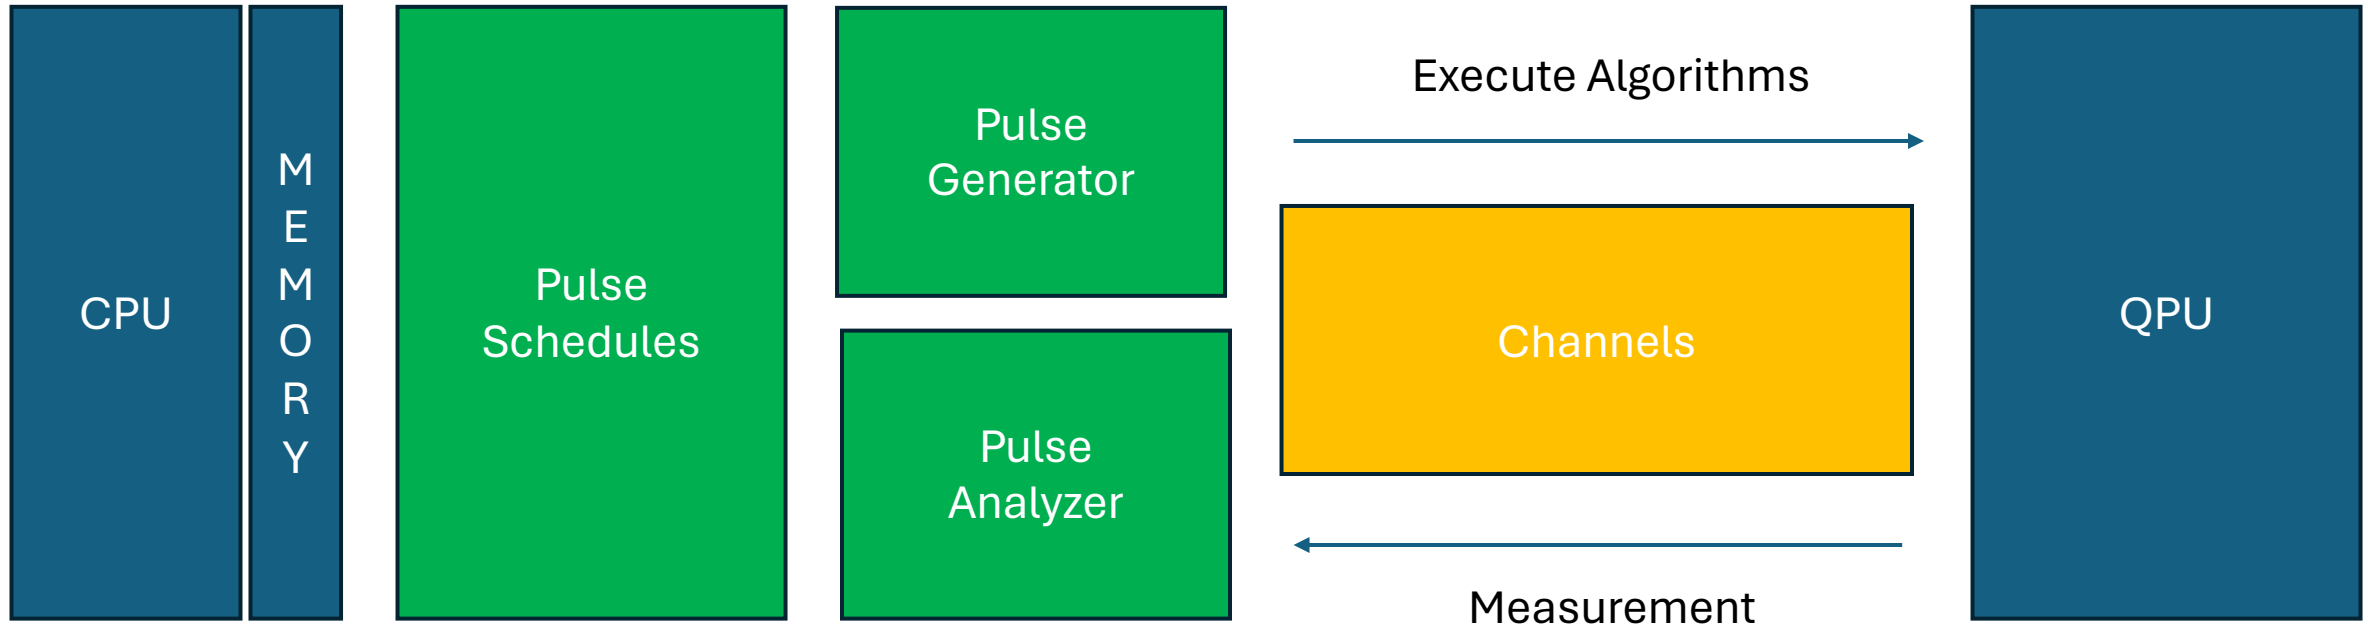 CPU
M
E
M
O
R
Y
Pulse
Schedules
Pulse
Generator
Pulse
Analyzer
Execute Algorithms
Channels
Measurement
QPU